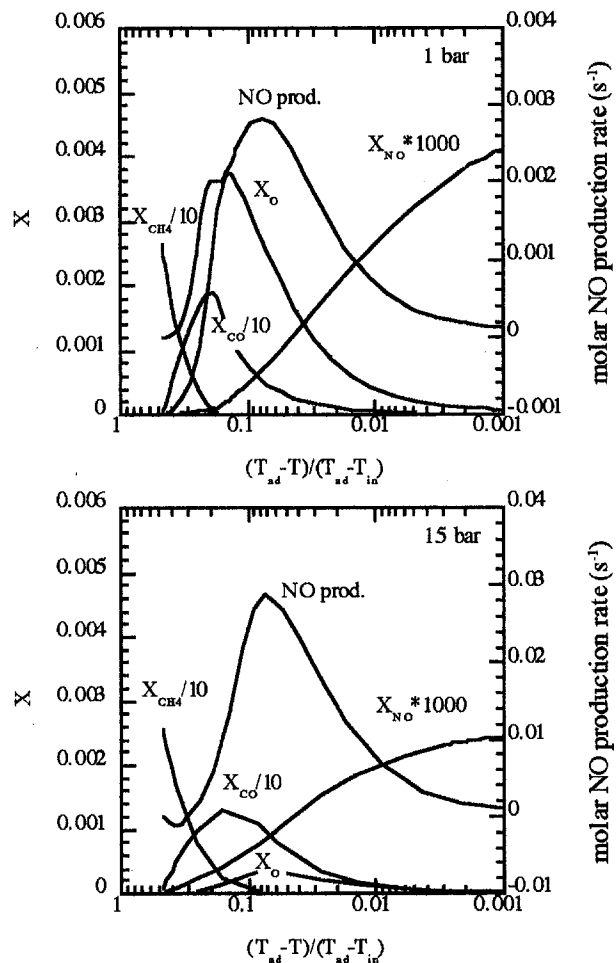 0.006 0.004
1 bar
0.005 0.003
NO prod.
X_NO*1000
0.004 0.002
X_CH4/10 X_O
0.003 0.001
0.002 0
X_CO/10
0.001
0 -0.001
1 0.1 0.01 0.001
X
molar NO production rate (s⁻¹)
(T_ad-T)/(T_ad-T_in)
0.006 0.04
15 bar
0.005 0.03
NO prod.
0.004 0.02
X_CH4/10 X_NO*1000
0.003 0.01
0.002 0
X_CO/10
0.001
X_O
0 -0.01
1 0.1 0.01 0.001
X
molar NO production rate (s⁻¹)
(T_ad-T)/(T_ad-T_in)